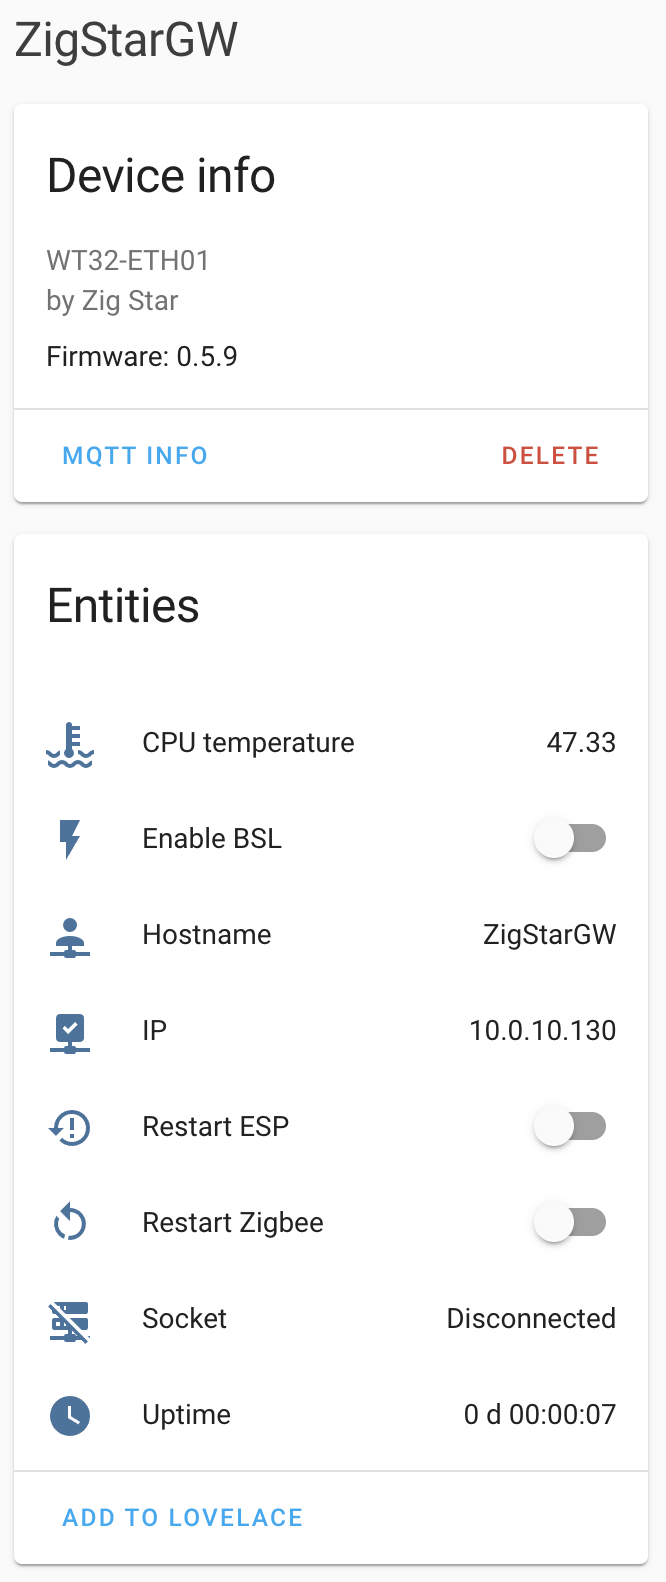 ZigStarGW
Device info
WT32-ETH01
by Zig Star
Firmware: 0.5.9
MQTT INFO DELETE
Entities
CPU temperature 47.33
Enable BSL
Hostname ZigStarGW
IP 10.0.10.130
Restart ESP
Restart Zigbee
Socket Disconnected
Uptime 0 d 00:00:07
ADD TO LOVELACE